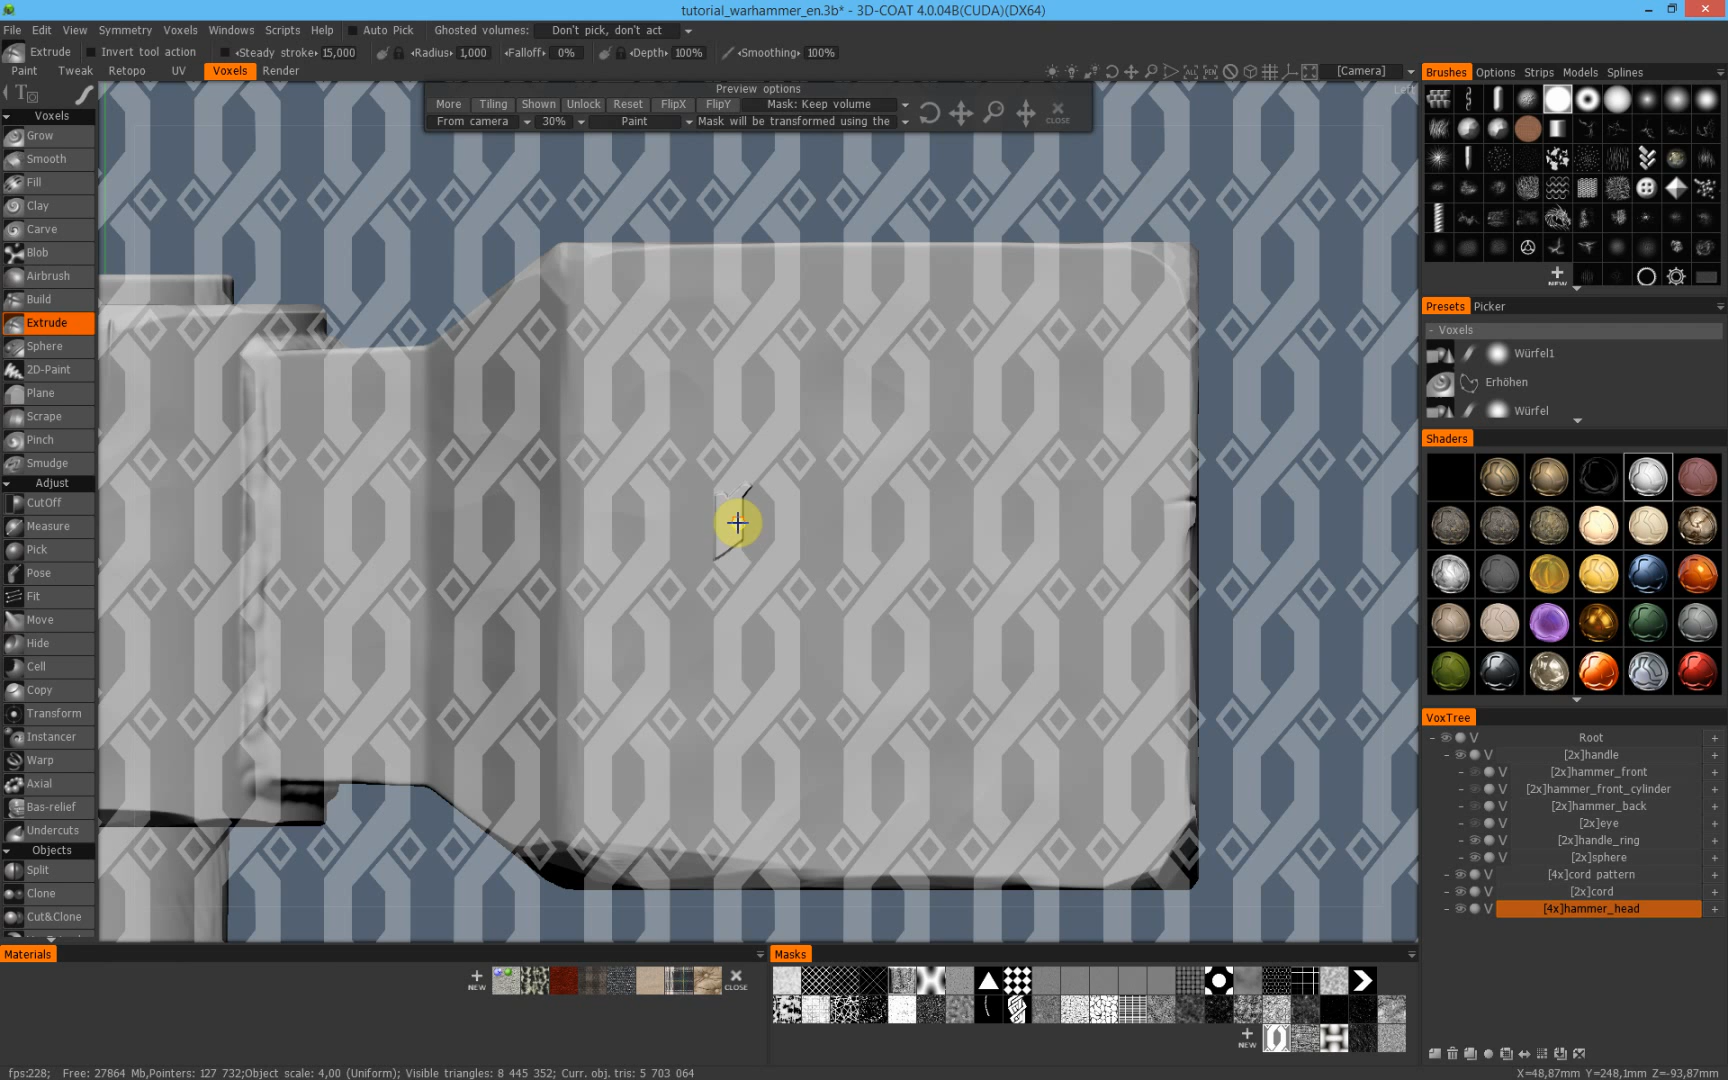 tutorial_warhammer_en.3b* - 3D-COAT 4.0.04B(CUDA)(DX64)
File Edit View Symmetry Voxels Windows Scripts Help Auto Pick Ghosted volumes: Don't pick, don't act
Extrude Invert tool action Steady stroke 15,000 Radius 1,000 Falloff 0% Depth 100% Smoothing 100%
Paint Tweak Retopo UV Voxels Render [Camera]
Left
Preview options
More Tiling Shown Unlock Reset FlipX FlipY Mask: Keep volume
From camera 30% Paint Mask will be transformed using the
CLOSE
Voxels
Grow
Smooth
Fill
Clay
Carve
Blob
Airbrush
Build
Extrude
Sphere
2D-Paint
Plane
Scrape
Pinch
Smudge
Adjust
CutOff
Measure
Pick
Pose
Fit
Move
Hide
Cell
Copy
Transform
Instancer
Warp
Axial
Bas-relief
Undercuts
Objects
Split
Clone
Cut&Clone
Brushes Options Strips Models Splines
NEW
Presets Picker
- Voxels
Würfel1
Erhöhen
Würfel
Shaders
VoxTree
Root
[2x]handle
[2x]hammer_front
[2x]hammer_front_cylinder
[2x]hammer_back
[2x]eye
[2x]handle_ring
[2x]sphere
[4x]cord pattern
[2x]cord
[4x]hammer_head
Materials
NEW
CLOSE
Masks
NEW
fps:228; Free: 27864 Mb,Pointers: 127 732;Object scale: 4,00 (Uniform); Visible triangles: 8 445 352; Curr. obj. tris: 5 703 064
X=48,87mm Y=248,1mm Z=-93,87mm